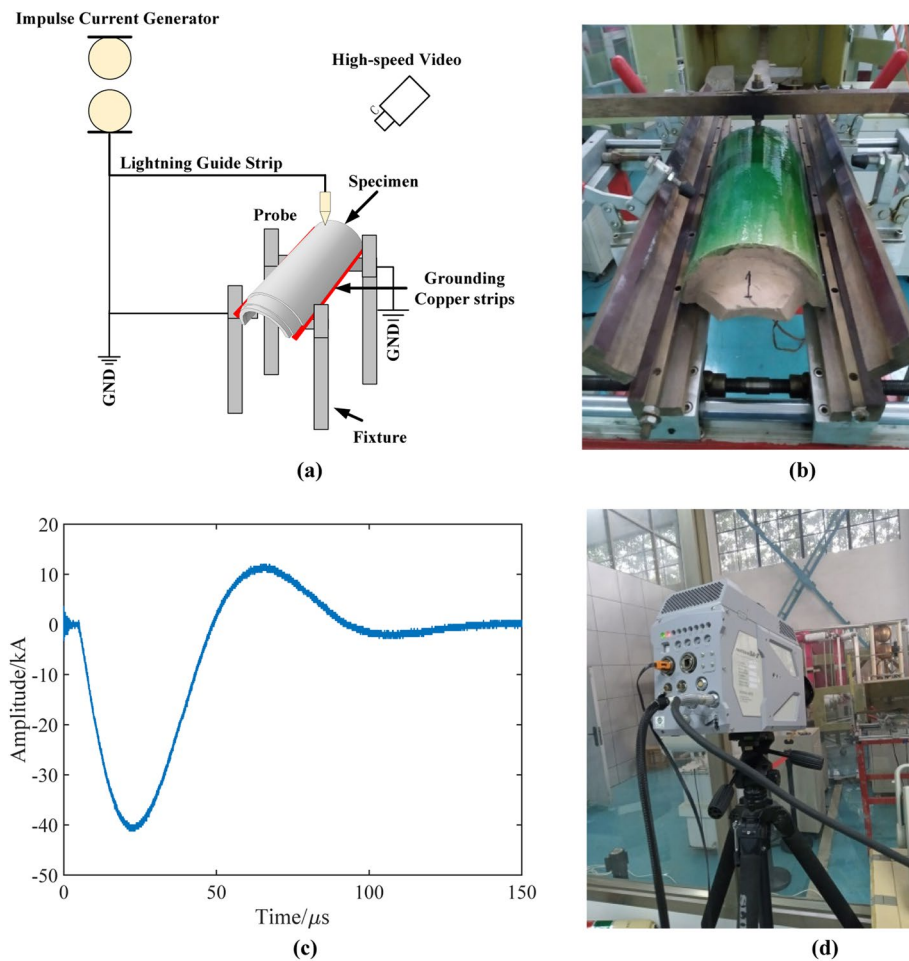 Impulse Current Generator
High-speed Video
Lightning Guide Strip
Specimen
Probe
Grounding
Copper strips
GND
GND
Fixture
(a)
1
(b)
20
10
0
-10
-20
-30
-40
-50
Amplitude/kA
0
50
100
150
Time/μs
(c)
(d)